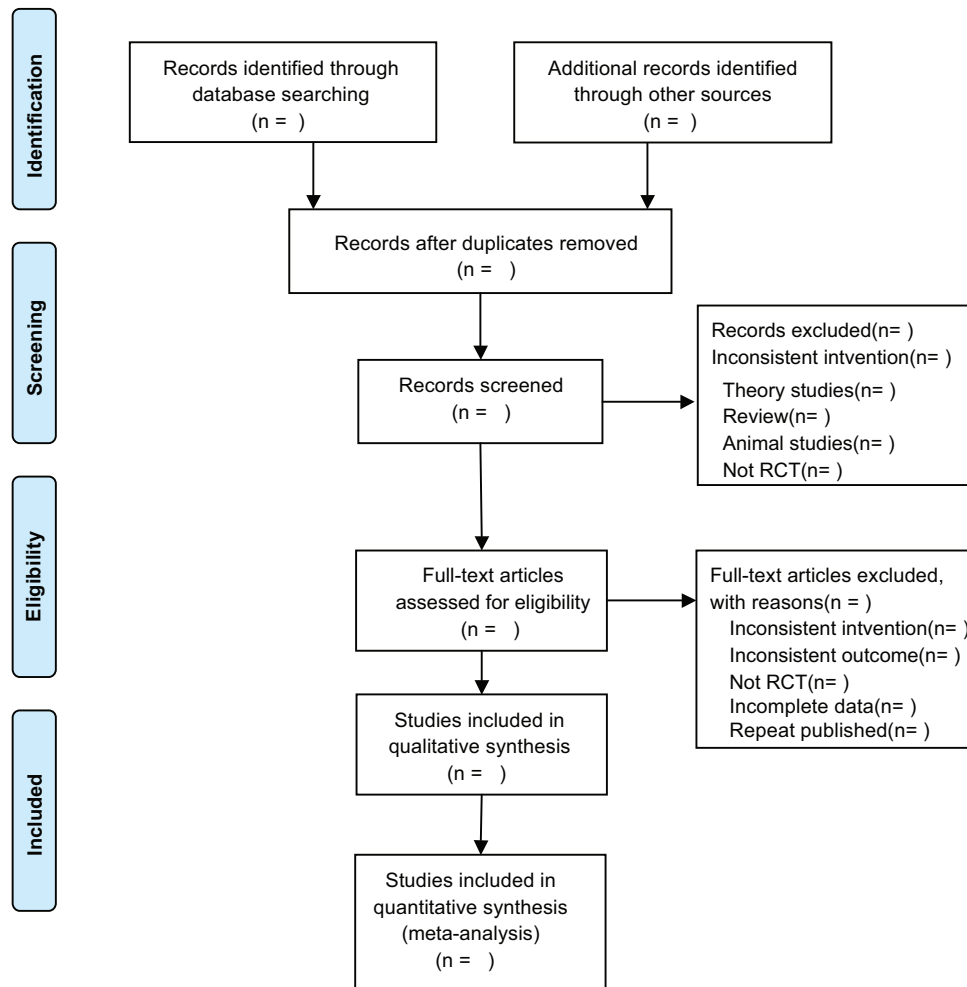 Identification
Records identified through
database searching
(n = )
Additional records identified
through other sources
(n = )
Records after duplicates removed
(n = )
Screening
Records screened
(n = )
Records excluded(n= )
Inconsistent intvention(n= )
Theory studies(n= )
Review(n= )
Animal studies(n= )
Not RCT(n= )
Eligibility
Full-text articles
assessed for eligibility
(n = )
Full-text articles excluded,
with reasons(n = )
Inconsistent intvention(n= )
Inconsistent outcome(n= )
Not RCT(n= )
Incomplete data(n= )
Repeat published(n= )
Included
Studies included in
qualitative synthesis
(n = )
Studies included in
quantitative synthesis
(meta-analysis)
(n = )